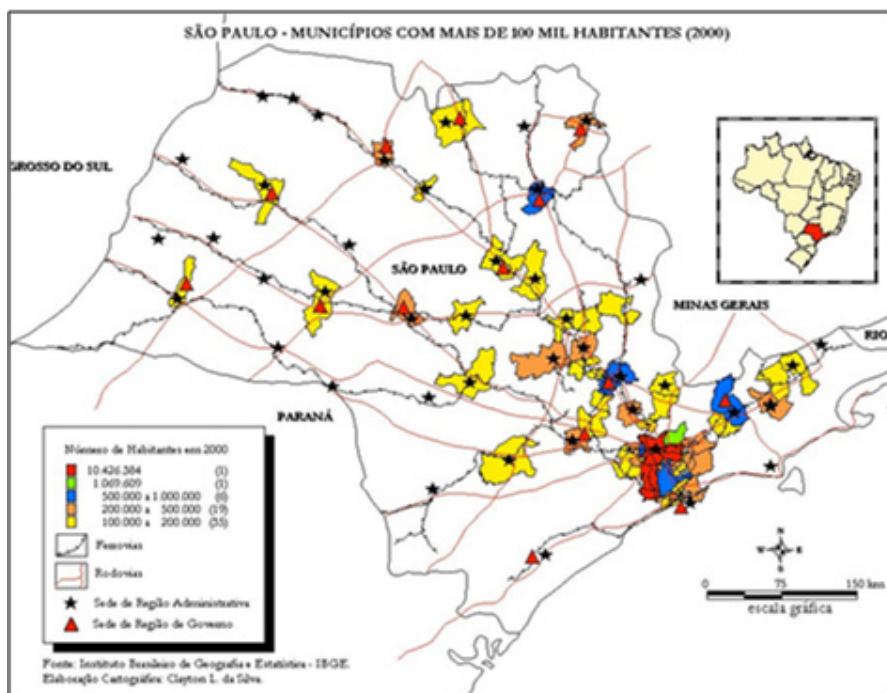 SÃO PAULO - MUNICÍPIOS COM MAIS DE 100 MIL HABITANTES (2000)
GROSSO DO SUL
SÃO PAULO
MINAS GERAIS
RIO
PARANÁ
Número de Habitantes em 2000
10.426.384 (1)
1.069.609 (1)
500.000 a 1.000.000 (6)
200.000 a 500.000 (19)
100.000 a 200.000 (35)
Ferrovias
Rodovias
Sede de Região Administrativa
Sede de Região de Governo
N
W E
S
0 75 150 km
escala gráfica
Fonte: Instituto Brasileiro de Geografia e Estatística - IBGE.
Elaboração Cartográfica: Clayton L. da Silva.